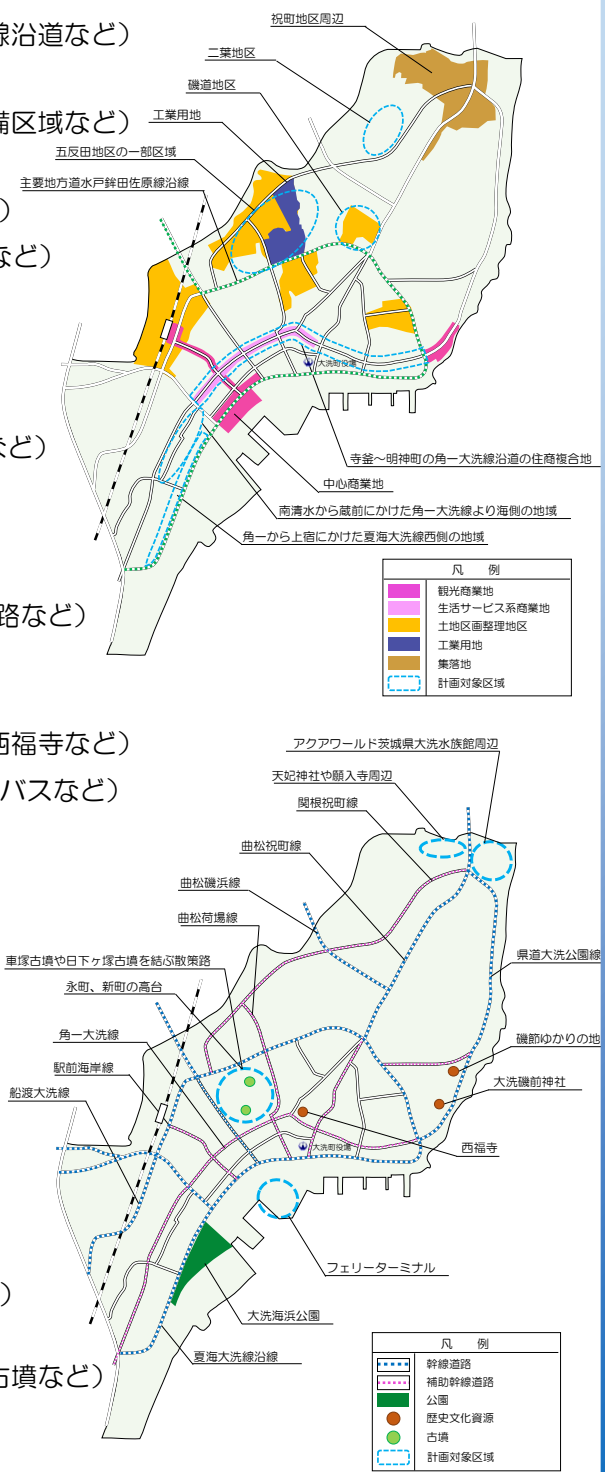 線沿道など）
備区域など）
）
など）
など）
路など）
西福寺など）
バスなど）
）
古墳など）
祝町地区周辺
二葉地区
磯道地区
工業用地
五反田地区の一部区域
主要地方道水戸鉾田佐原線沿線
大洗町役場
寺釜～明神町の角一大洗線沿道の住商複合地
中心商業地
南清水から蔵前にかけた角一大洗線より海側の地域
角一から上宿にかけた夏海大洗線西側の地域
凡　例
観光商業地
生活サービス系商業地
土地区画整理地区
工業用地
集落地
計画対象区域
アクアワールド茨城県大洗水族館周辺
天妃神社や願入寺周辺
関根祝町線
曲松祝町線
曲松磯浜線
曲松荷場線
車塚古墳や日下ヶ塚古墳を結ぶ散策路
永町、新町の高台
県道大洗公園線
角一大洗線
磯節ゆかりの地
駅前海岸線
大洗磯前神社
船渡大洗線
西福寺
大洗町役場
フェリーターミナル
大洗海浜公園
夏海大洗線沿線
凡　例
幹線道路
補助幹線道路
公園
歴史文化資源
古墳
計画対象区域